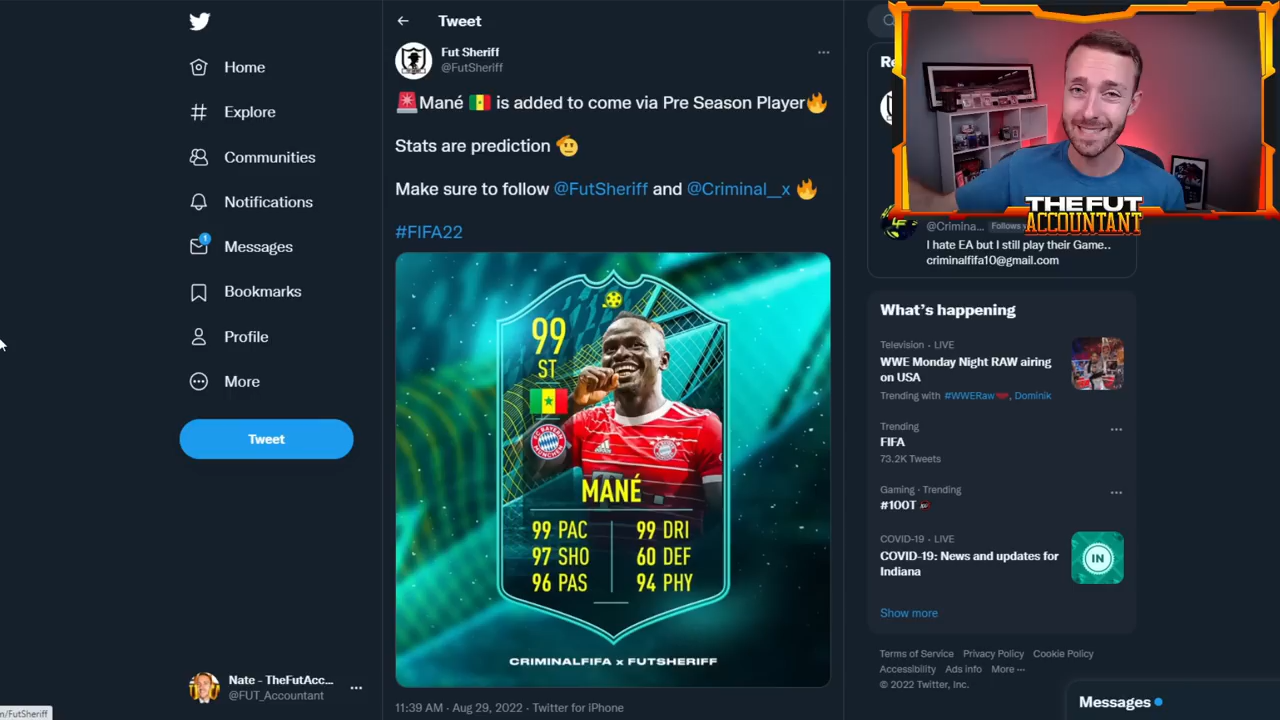 Home
Explore
Communities
Notifications
1
Messages
Bookmarks
Profile
More
Tweet
Nate - TheFutAcc...
@FUT_Accountant
m/FutSheriff
Tweet
Fut Sheriff
@FutSheriff
🚨Mané 🇸🇳 is added to come via Pre Season Player🔥
Stats are prediction 🫡
Make sure to follow @FutSheriff and @Criminal__x 🔥
#FIFA22
99
ST
MANÉ
99 PAC
97 SHO
96 PAS
99 DRI
60 DEF
94 PHY
CRIMINALFIFA x FUTSHERIFF
11:39 AM · Aug 29, 2022 · Twitter for iPhone
THE FUT
ACCOUNTANT
Re
@Crimina... Follows
I hate EA but I still play their Game..
criminalfifa10@gmail.com
What's happening
Television · LIVE
WWE Monday Night RAW airing
on USA
Trending with #WWERaw, Dominik
Trending
FIFA
73.2K Tweets
Gaming · Trending
#100T
COVID-19 · LIVE
COVID-19: News and updates for
Indiana
IN
Show more
Terms of Service Privacy Policy Cookie Policy
Accessibility Ads info More ···
© 2022 Twitter, Inc.
Messages